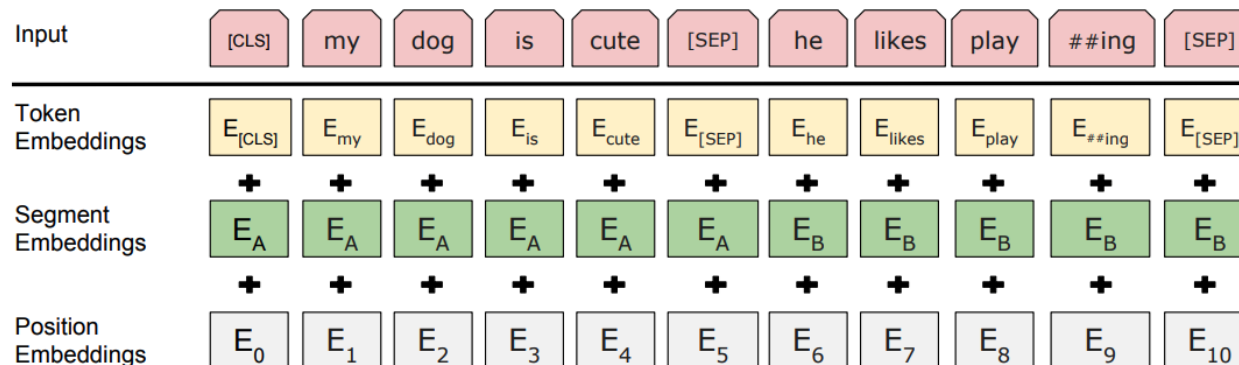 Input [CLS] my dog is cute [SEP] he likes play ##ing [SEP]
Token
Embeddings
E[CLS] Emy Edog Eis Ecute E[SEP] Ehe Elikes Eplay E##ing E[SEP]
+ + + + + + + + + + +
Segment
Embeddings
EA EA EA EA EA EA EB EB EB EB EB
+ + + + + + + + + + +
Position
Embeddings
E0 E1 E2 E3 E4 E5 E6 E7 E8 E9 E10